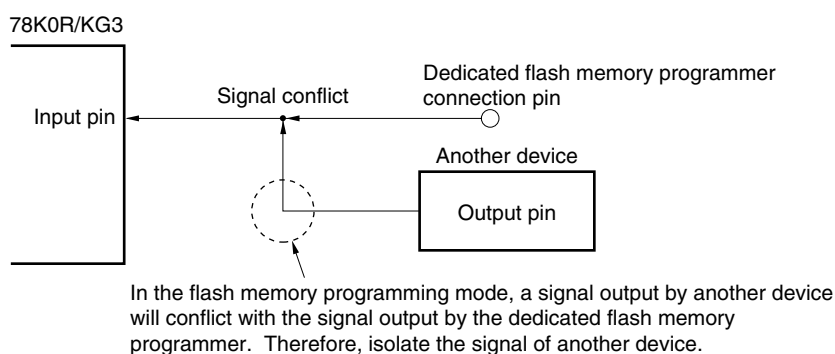 78K0R/KG3
Dedicated flash memory programmer
connection pin
Signal conflict
Input pin
Another device
Output pin
In the flash memory programming mode, a signal output by another device
will conflict with the signal output by the dedicated flash memory
programmer.  Therefore, isolate the signal of another device.